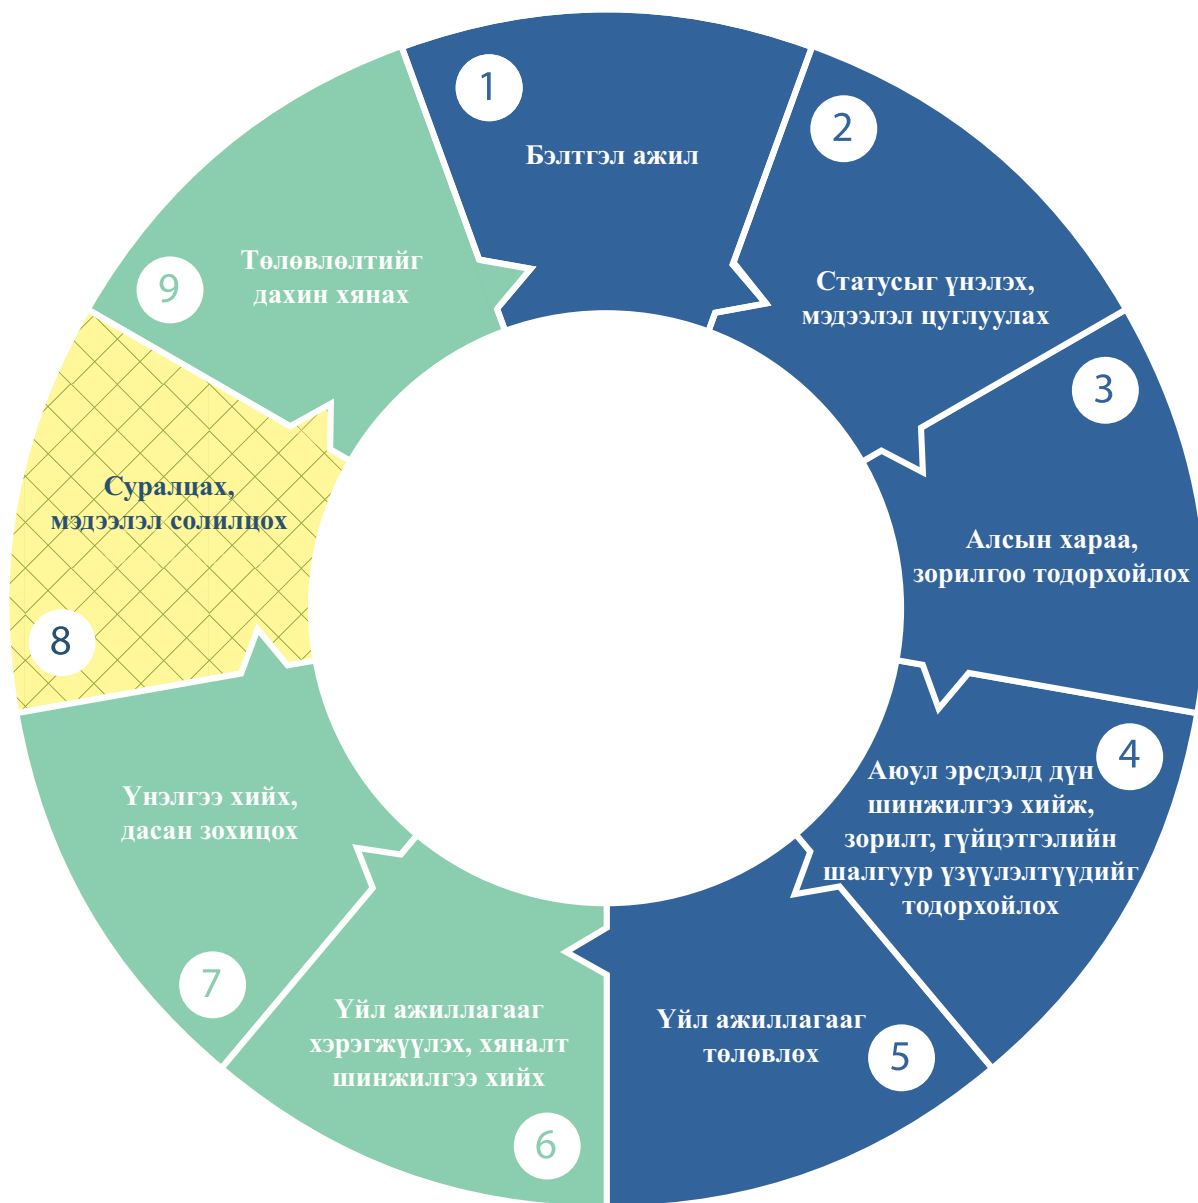 1
Бэлтгэл ажил
2
Статусыг үнэлэх,
мэдээлэл цуглуулах
3
Алсын хараа,
зорилгоо тодорхойлох
4
Аюул эрсдэлд дүн
шинжилгээ хийж,
зорилт, гүйцэтгэлийн
шалгуур үзүүлэлтүүдийг
тодорхойлох
5
Үйл ажиллагааг
төлөвлөх
6
Үйл ажиллагааг
хэрэгжүүлэх, хяналт
шинжилгээ хийх
7
Үнэлгээ хийх,
дасан зохицох
8
Суралцах,
мэдээлэл солилцох
9
Төлөвлөлтийг
дахин хянах